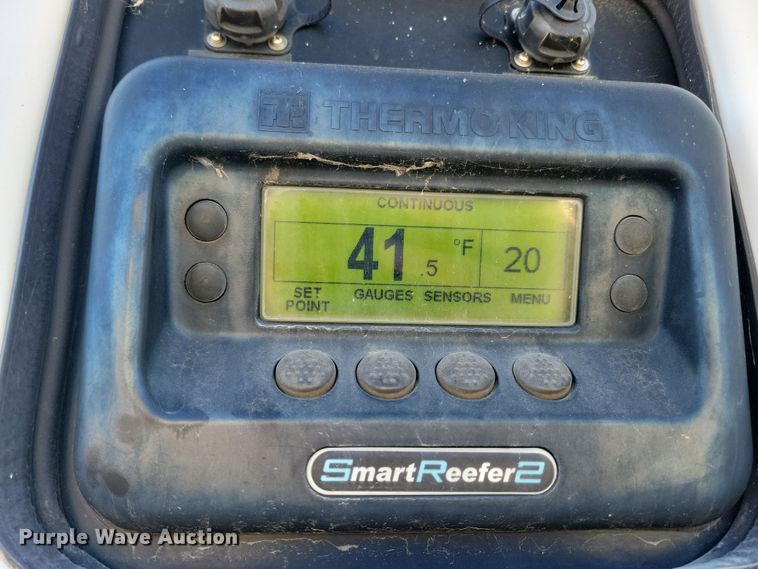 THERMO KING
CONTINUOUS
41.5 °F 20
SET POINT GAUGES SENSORS MENU
SmartReefer2
Purple Wave Auction